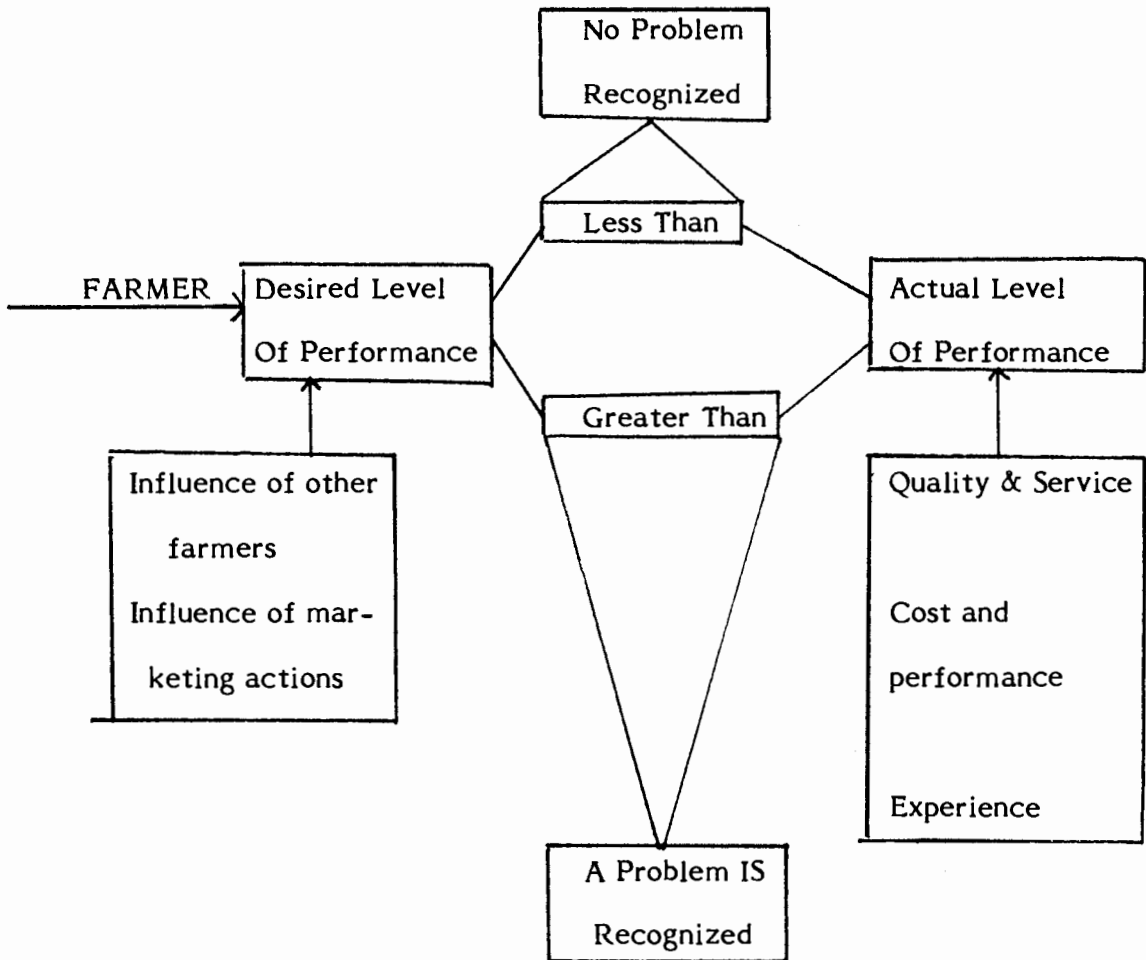 No Problem
Recognized
Less Than
FARMER
Desired Level
Of Performance
Actual Level
Of Performance
Greater Than
Influence of other
farmers
Influence of mar-
keting actions
Quality & Service
Cost and
performance
Experience
A Problem IS
Recognized